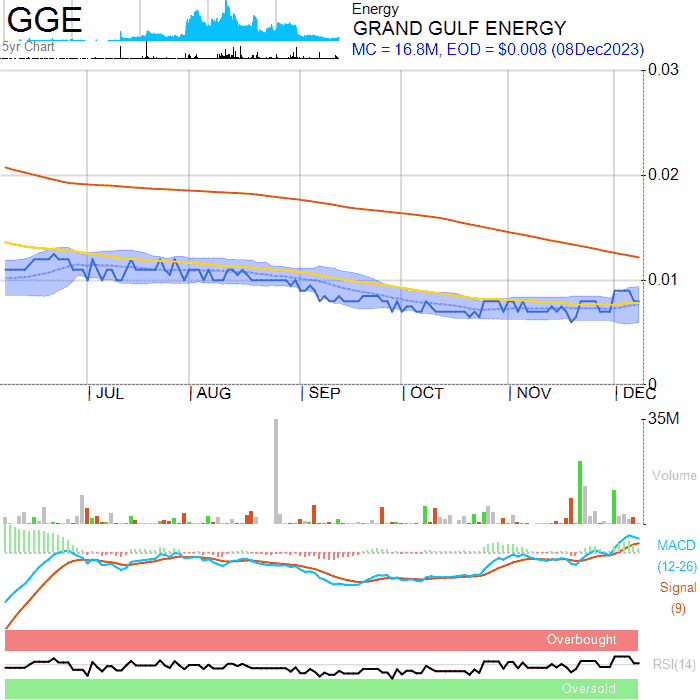 GGE
5yr Chart
Energy
GRAND GULF ENERGY
MC = 16.8M, EOD = $0.008 (08Dec2023)
0.03
0.02
0.01
0
JUL AUG SEP OCT NOV DEC
35M
Volume
MACD
(12-26)
Signal
(9)
Overbought
RSI(14)
Oversold